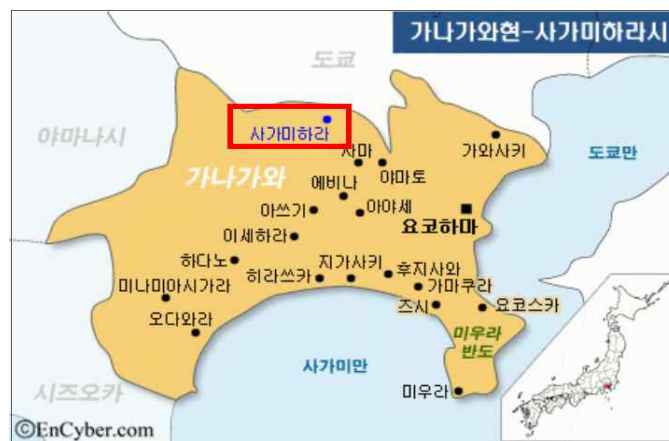 가나가와현-사가미하라시
도쿄
야마나시
사가미하라
가와사키
도쿄만
자마
야마토
가나가와
에비나
아쓰기
아야세
요코하마
이세하라
하다노
지가사키
후지사와
히라쓰카
가마쿠라
미나미아시가라
즈시
요코스카
오다와라
미우라
반도
사가미만
시즈오카
미우라
©EnCyber.com